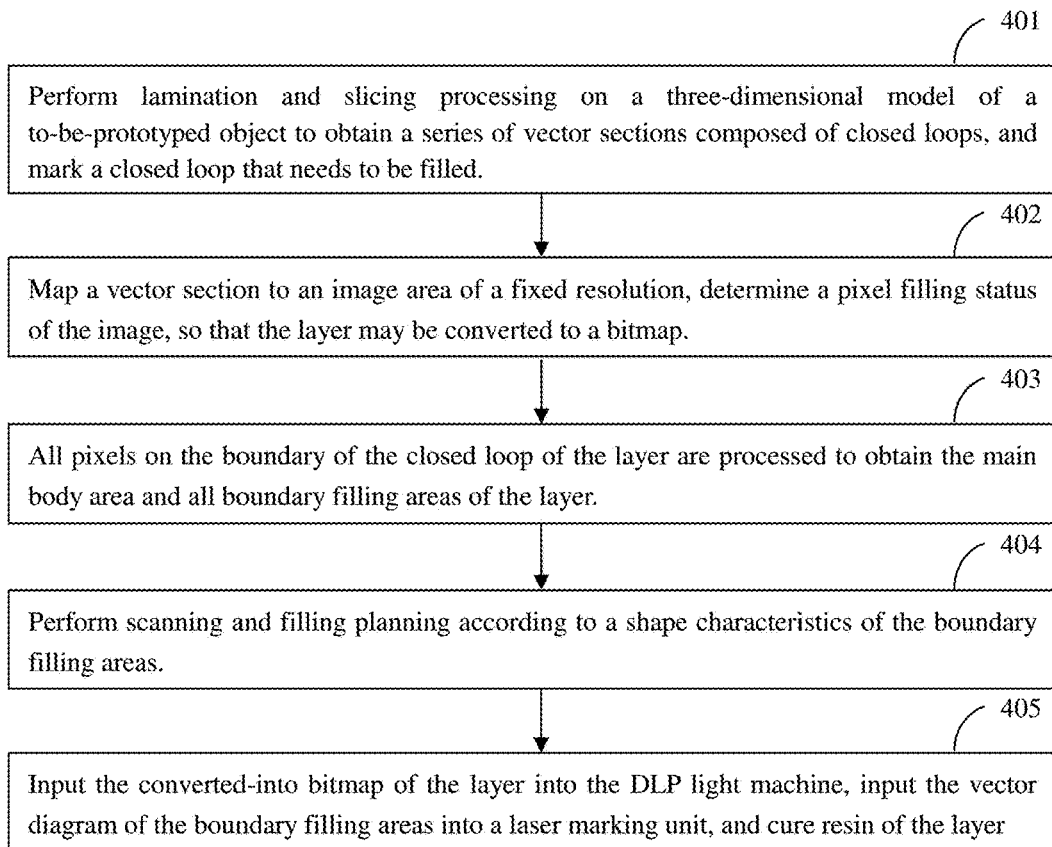 401
Perform lamination and slicing processing on a three-dimensional model of a
to-be-prototyped object to obtain a series of vector sections composed of closed loops, and
mark a closed loop that needs to be filled.
402
Map a vector section to an image area of a fixed resolution, determine a pixel filling status
of the image, so that the layer may be converted to a bitmap.
403
All pixels on the boundary of the closed loop of the layer are processed to obtain the main
body area and all boundary filling areas of the layer.
404
Perform scanning and filling planning according to a shape characteristics of the boundary
filling areas.
405
Input the converted-into bitmap of the layer into the DLP light machine, input the vector
diagram of the boundary filling areas into a laser marking unit, and cure resin of the layer